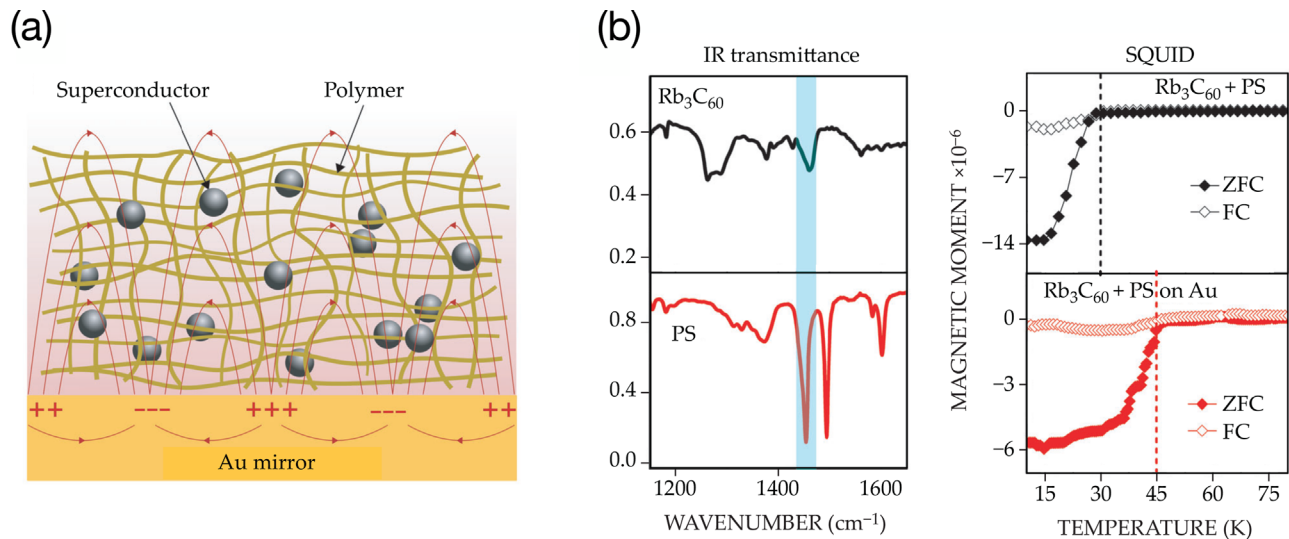 (a)
Superconductor
Polymer
++
---
+++
---
++
Au mirror
(b)
IR transmittance
Rb₃C₆₀
0.6
0.4
0.2
PS
0.8
0.4
0.0
1200
1400
1600
WAVENUMBER (cm⁻¹)
SQUID
MAGNETIC MOMENT ×10⁻⁶
Rb₃C₆₀ + PS
0
−7
−14
ZFC
FC
Rb₃C₆₀ + PS on Au
0
−3
−6
ZFC
FC
15
30
45
60
75
TEMPERATURE (K)